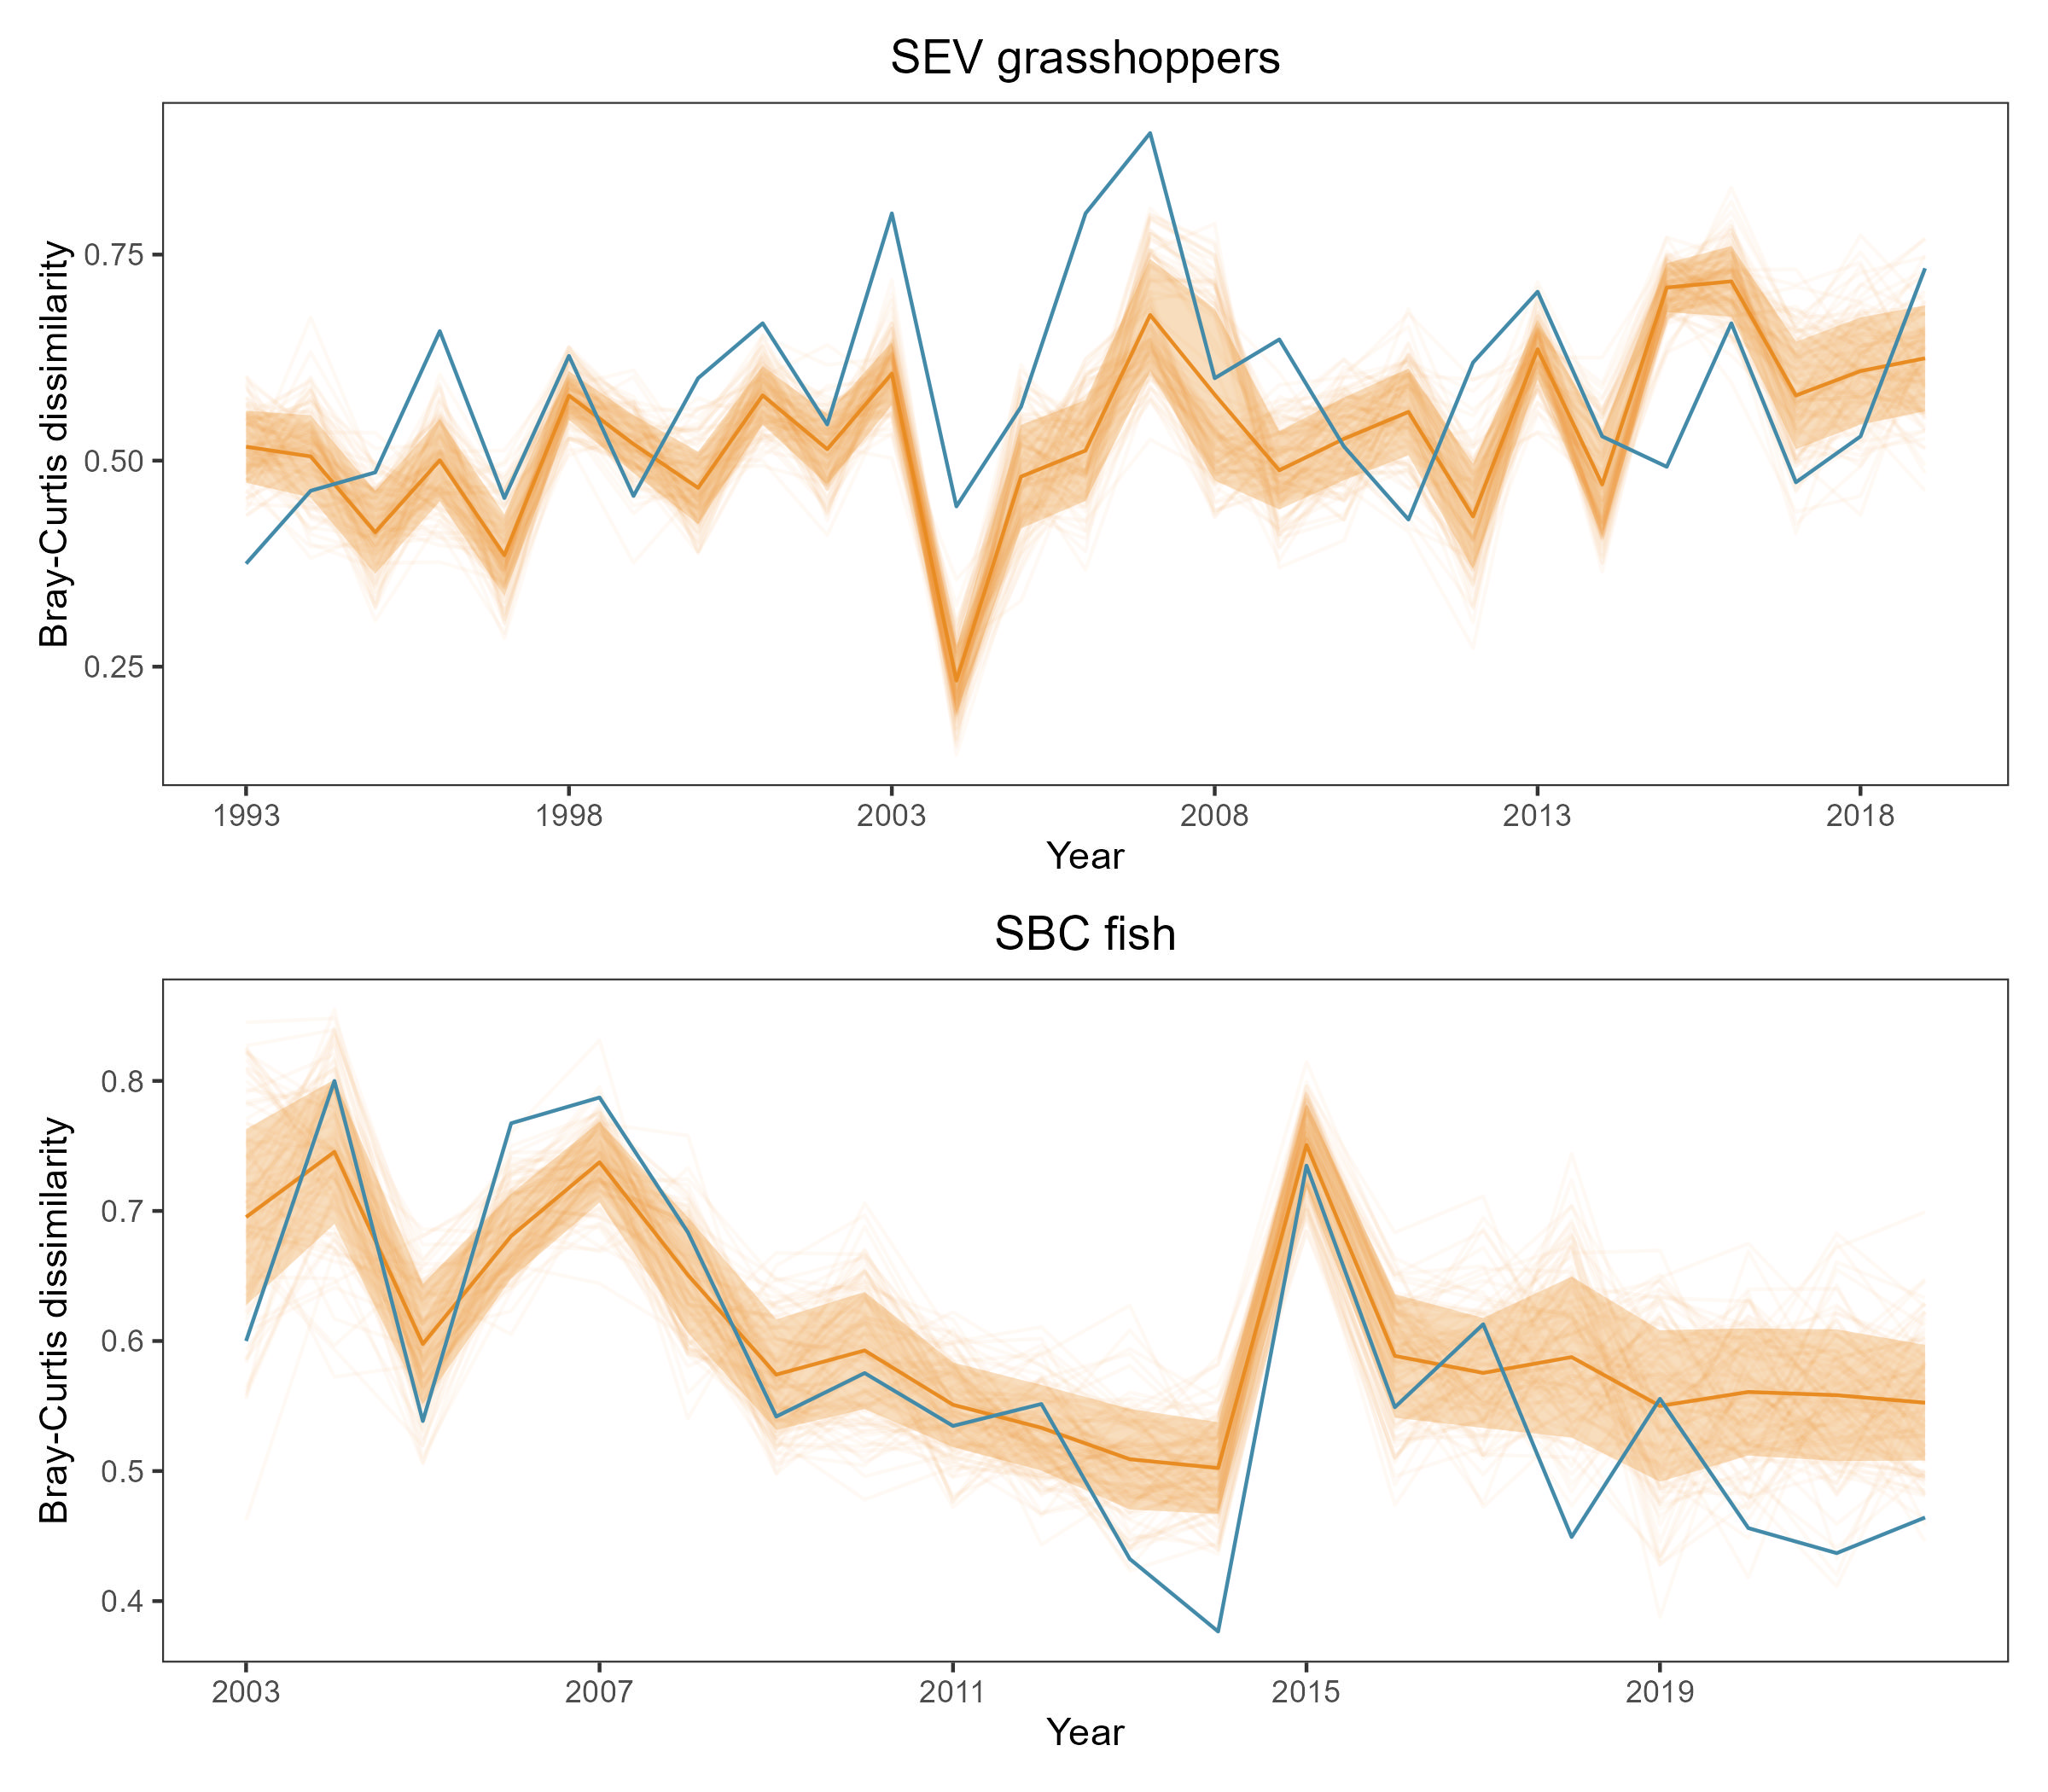 SEV grasshoppers
Bray-Curtis dissimilarity
0.75
0.50
0.25
1993 1998 2003 2008 2013 2018
Year
SBC fish
Bray-Curtis dissimilarity
0.8
0.7
0.6
0.5
0.4
2003 2007 2011 2015 2019
Year